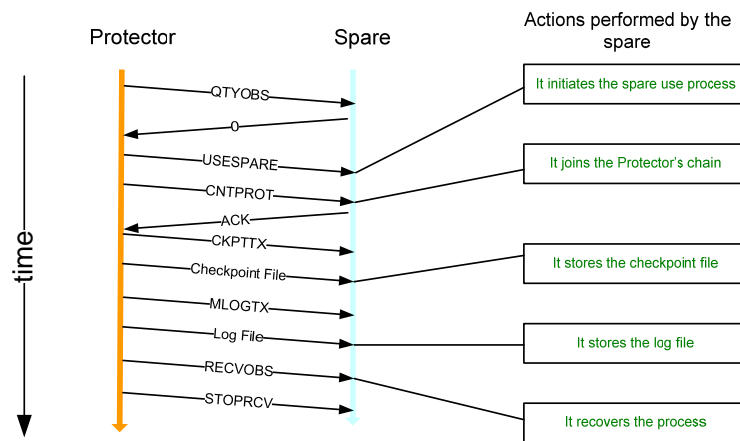 Protector
Spare
Actions performed by the
spare
QTYOBS
It initiates the spare use process
0
USESPARE
It joins the Protector's chain
CNTPROT
ACK
CKPTTX
time
It stores the checkpoint file
Checkpoint File
MLOGTX
Log File
It stores the log file
RECVOBS
STOPRCV
It recovers the process